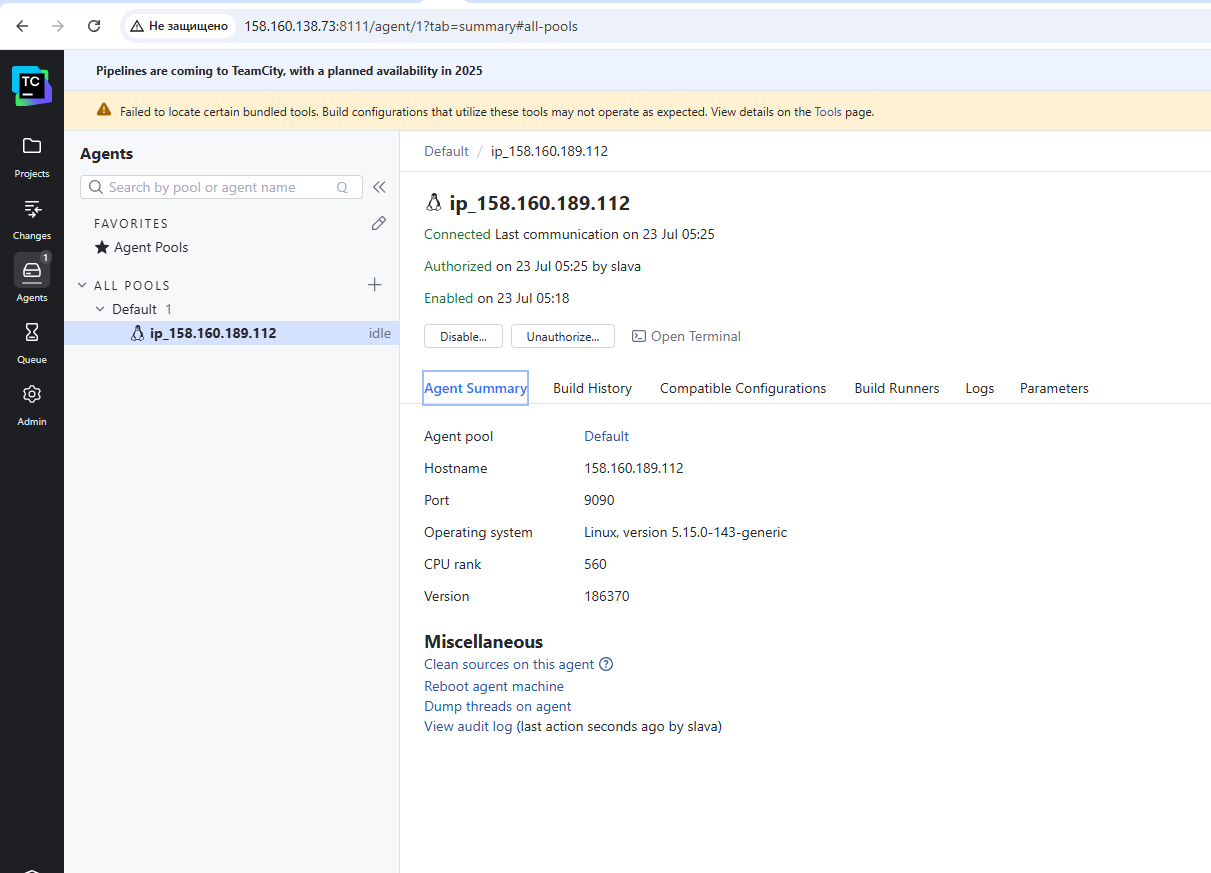 Не защищено 158.160.138.73:8111/agent/1?tab=summary#all-pools
TC
Pipelines are coming to TeamCity, with a planned availability in 2025
Failed to locate certain bundled tools. Build configurations that utilize these tools may not operate as expected. View details on the Tools page.
Projects
Changes
1
Agents
Queue
Admin
Agents
Search by pool or agent name Q
FAVORITES
Agent Pools
ALL POOLS
Default 1
ip_158.160.189.112 idle
Default / ip_158.160.189.112
ip_158.160.189.112
Connected Last communication on 23 Jul 05:25
Authorized on 23 Jul 05:25 by slava
Enabled on 23 Jul 05:18
Disable... Unauthorize... Open Terminal
Agent Summary Build History Compatible Configurations Build Runners Logs Parameters
Agent pool Default
Hostname 158.160.189.112
Port 9090
Operating system Linux, version 5.15.0-143-generic
CPU rank 560
Version 186370
Miscellaneous
Clean sources on this agent ?
Reboot agent machine
Dump threads on agent
View audit log (last action seconds ago by slava)